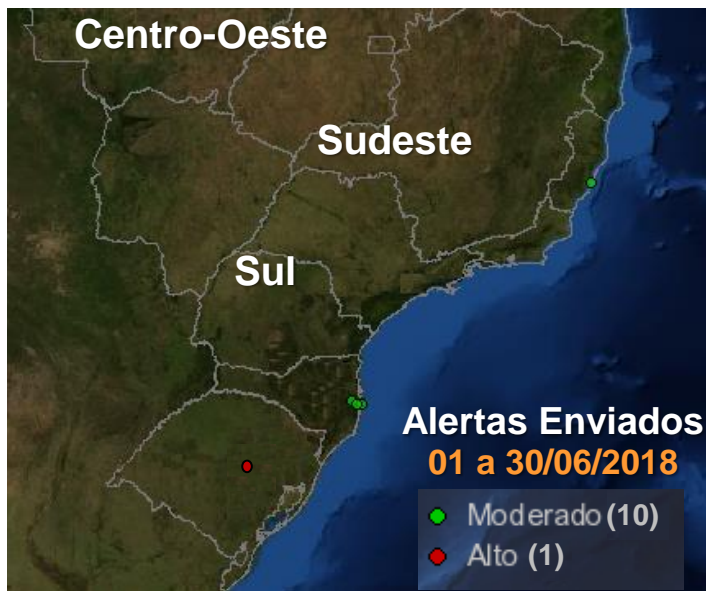 Centro-Oeste
Sudeste
Sul
Alertas Enviados
01 a 30/06/2018
Moderado (10)
Alto (1)